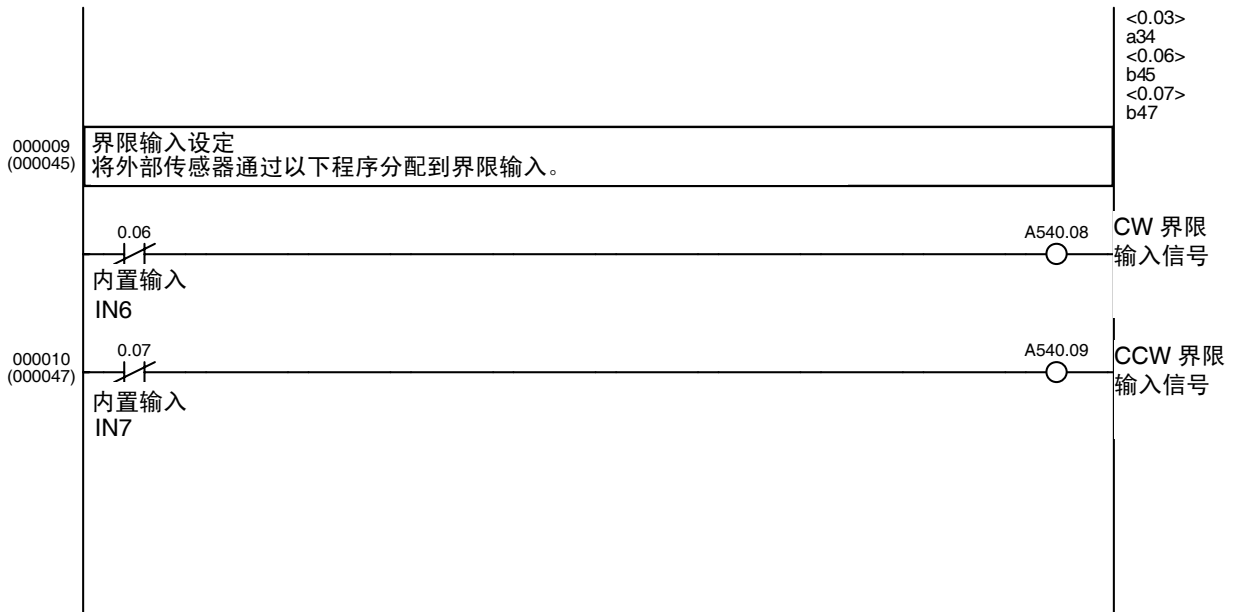 <0.03>
a34
<0.06>
b45
<0.07>
b47
000009
(000045)
界限输入设定
将外部传感器通过以下程序分配到界限输入。
0.06
A540.08
CW 界限
输入信号
内置输入
IN6
000010
(000047)
0.07
A540.09
CCW 界限
输入信号
内置输入
IN7